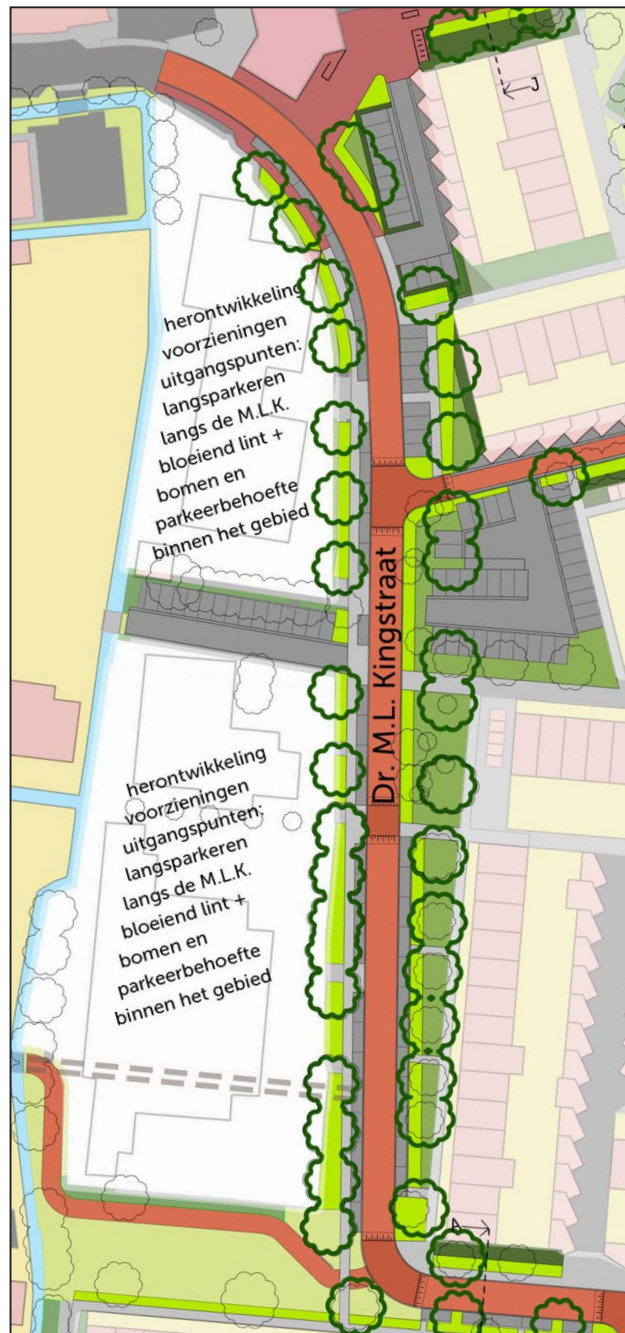 J
herontwikkeling
voorzieningen
uitgangspunten:
langsparkeren
langs de M.L.K.
bloeiend lint +
bomen en
parkeerbehoefte
binnen het gebied
Dr. M.L. Kingstraat
herontwikkeling
voorzieningen
uitgangspunten:
langsparkeren
langs de M.L.K.
bloeiend lint +
bomen en
parkeerbehoefte
binnen het gebied
A